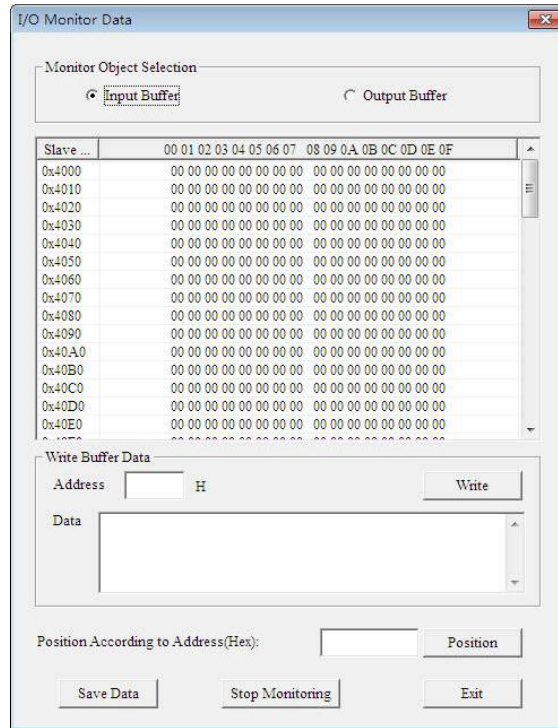 I/O Monitor Data
Monitor Object Selection
Input Buffer
Output Buffer
Slave ... 00 01 02 03 04 05 06 07 08 09 0A 0B 0C 0D 0E 0F
0x4000 00 00 00 00 00 00 00 00 00 00 00 00 00 00 00 00
0x4010 00 00 00 00 00 00 00 00 00 00 00 00 00 00 00 00
0x4020 00 00 00 00 00 00 00 00 00 00 00 00 00 00 00 00
0x4030 00 00 00 00 00 00 00 00 00 00 00 00 00 00 00 00
0x4040 00 00 00 00 00 00 00 00 00 00 00 00 00 00 00 00
0x4050 00 00 00 00 00 00 00 00 00 00 00 00 00 00 00 00
0x4060 00 00 00 00 00 00 00 00 00 00 00 00 00 00 00 00
0x4070 00 00 00 00 00 00 00 00 00 00 00 00 00 00 00 00
0x4080 00 00 00 00 00 00 00 00 00 00 00 00 00 00 00 00
0x4090 00 00 00 00 00 00 00 00 00 00 00 00 00 00 00 00
0x40A0 00 00 00 00 00 00 00 00 00 00 00 00 00 00 00 00
0x40B0 00 00 00 00 00 00 00 00 00 00 00 00 00 00 00 00
0x40C0 00 00 00 00 00 00 00 00 00 00 00 00 00 00 00 00
0x40D0 00 00 00 00 00 00 00 00 00 00 00 00 00 00 00 00
0x40E0 00 00 00 00 00 00 00 00 00 00 00 00 00 00 00 00
Write Buffer Data
Address H Write
Data
Position According to Address(Hex): Position
Save Data Stop Monitoring Exit